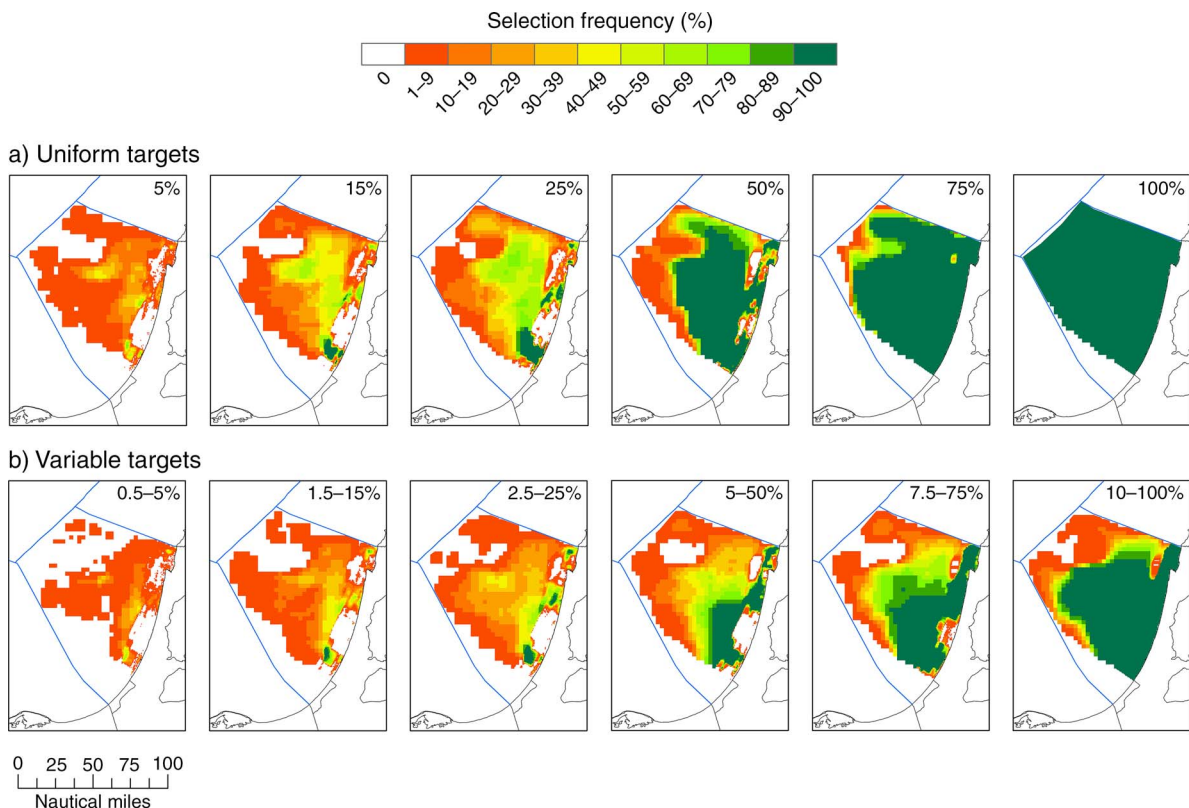 Selection frequency (%)
0 1–9 10–19 20–29 30–39 40–49 50–59 60–69 70–79 80–89 90–100
a) Uniform targets
5% 15% 25% 50% 75% 100%
b) Variable targets
0.5–5% 1.5–15% 2.5–25% 5–50% 7.5–75% 10–100%
0 25 50 75 100
Nautical miles